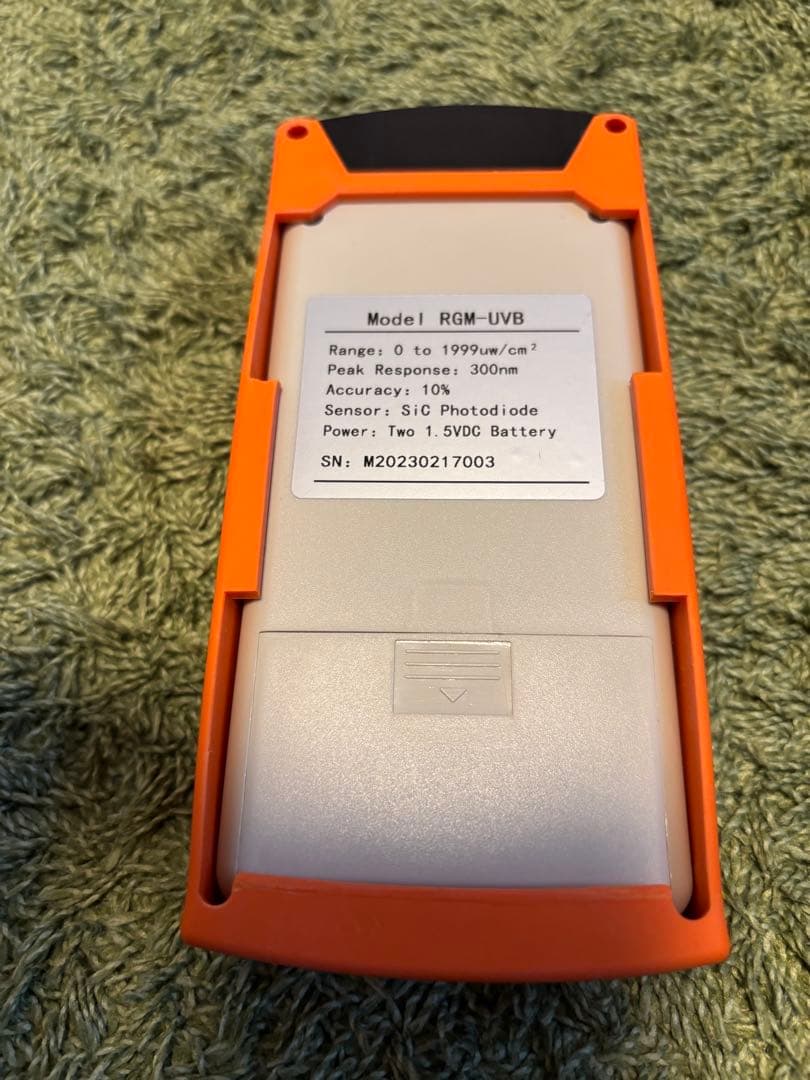 Model RGM-UVB
Range: 0 to 1999uw/cm²
Peak Response: 300nm
Accuracy: 10%
Sensor: SiC Photodiode
Power: Two 1.5VDC Battery
SN: M20230217003